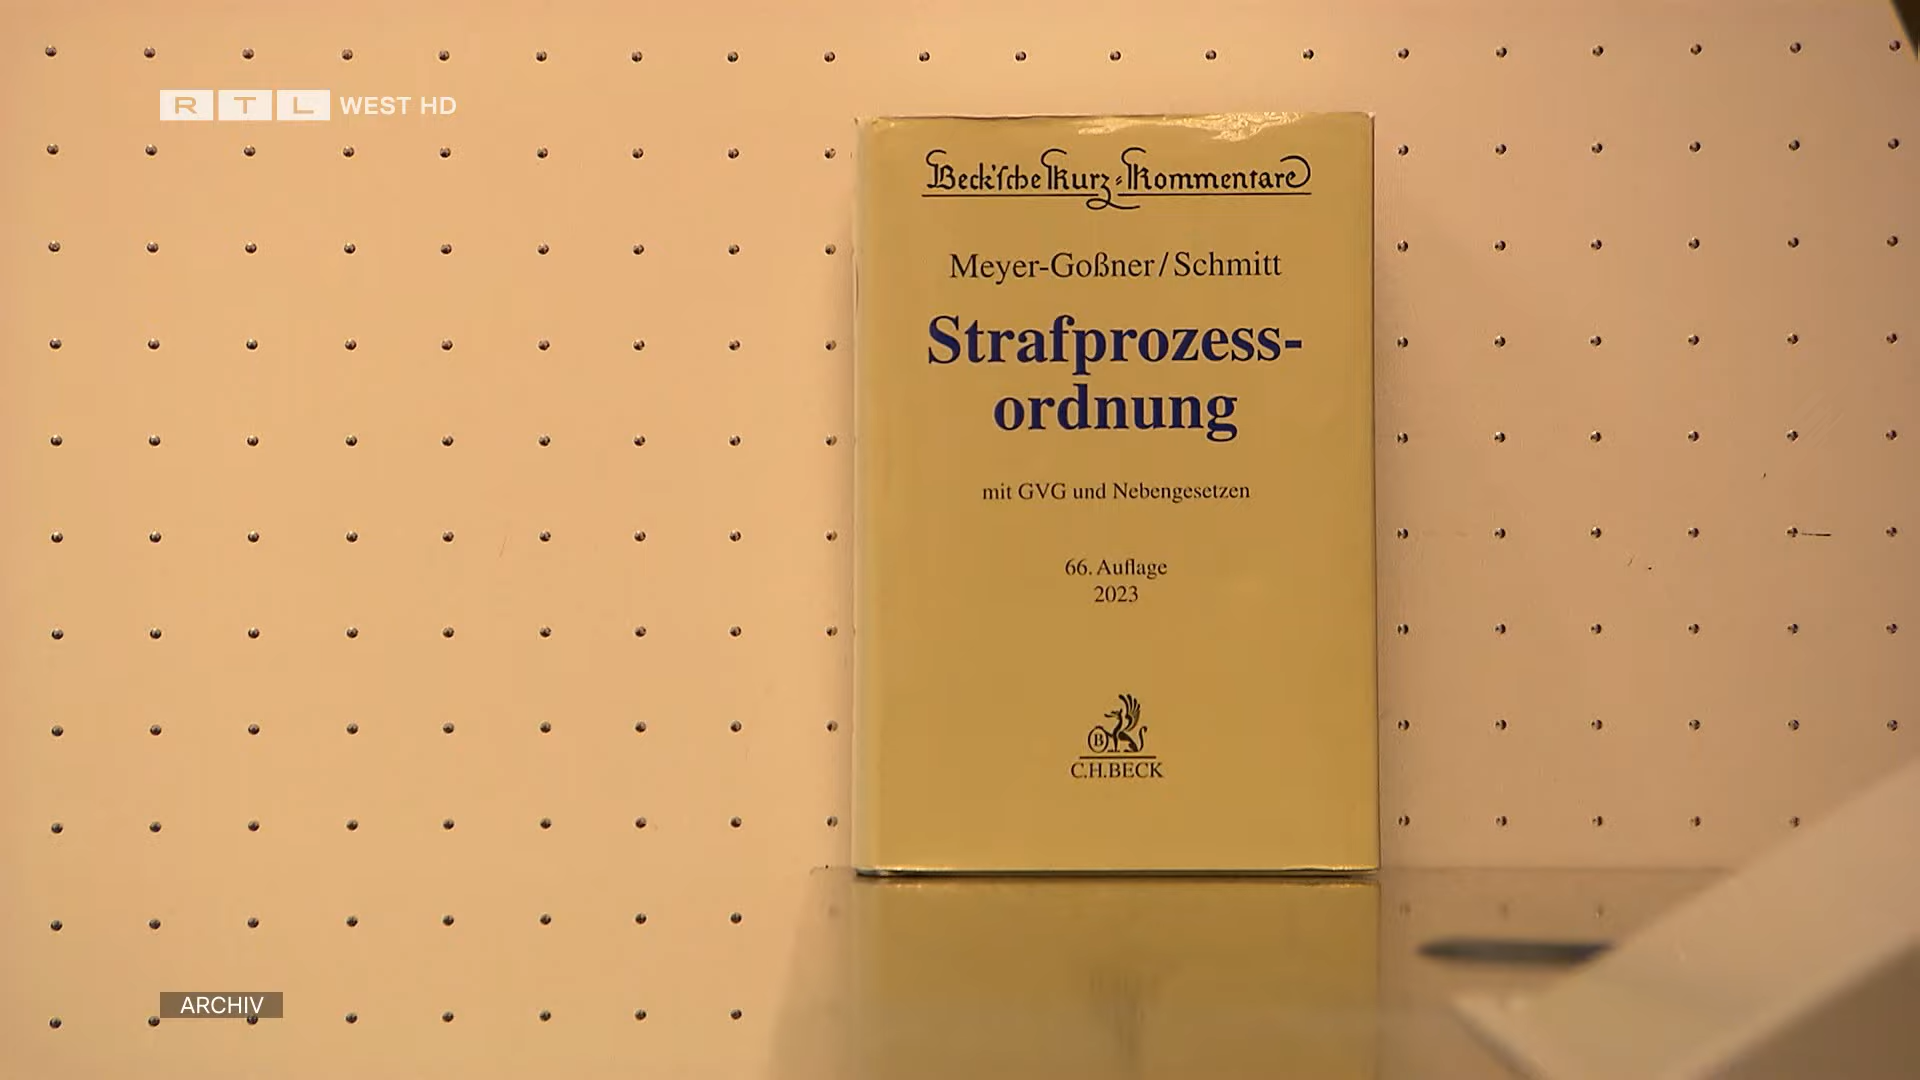 RTL WEST HD
Beck'sche Kurz-Kommentare
Meyer-Goßner/Schmitt
Strafprozess-
ordnung
mit GVG und Nebengesetzen
66. Auflage
2023
B
C.H.BECK
ARCHIV